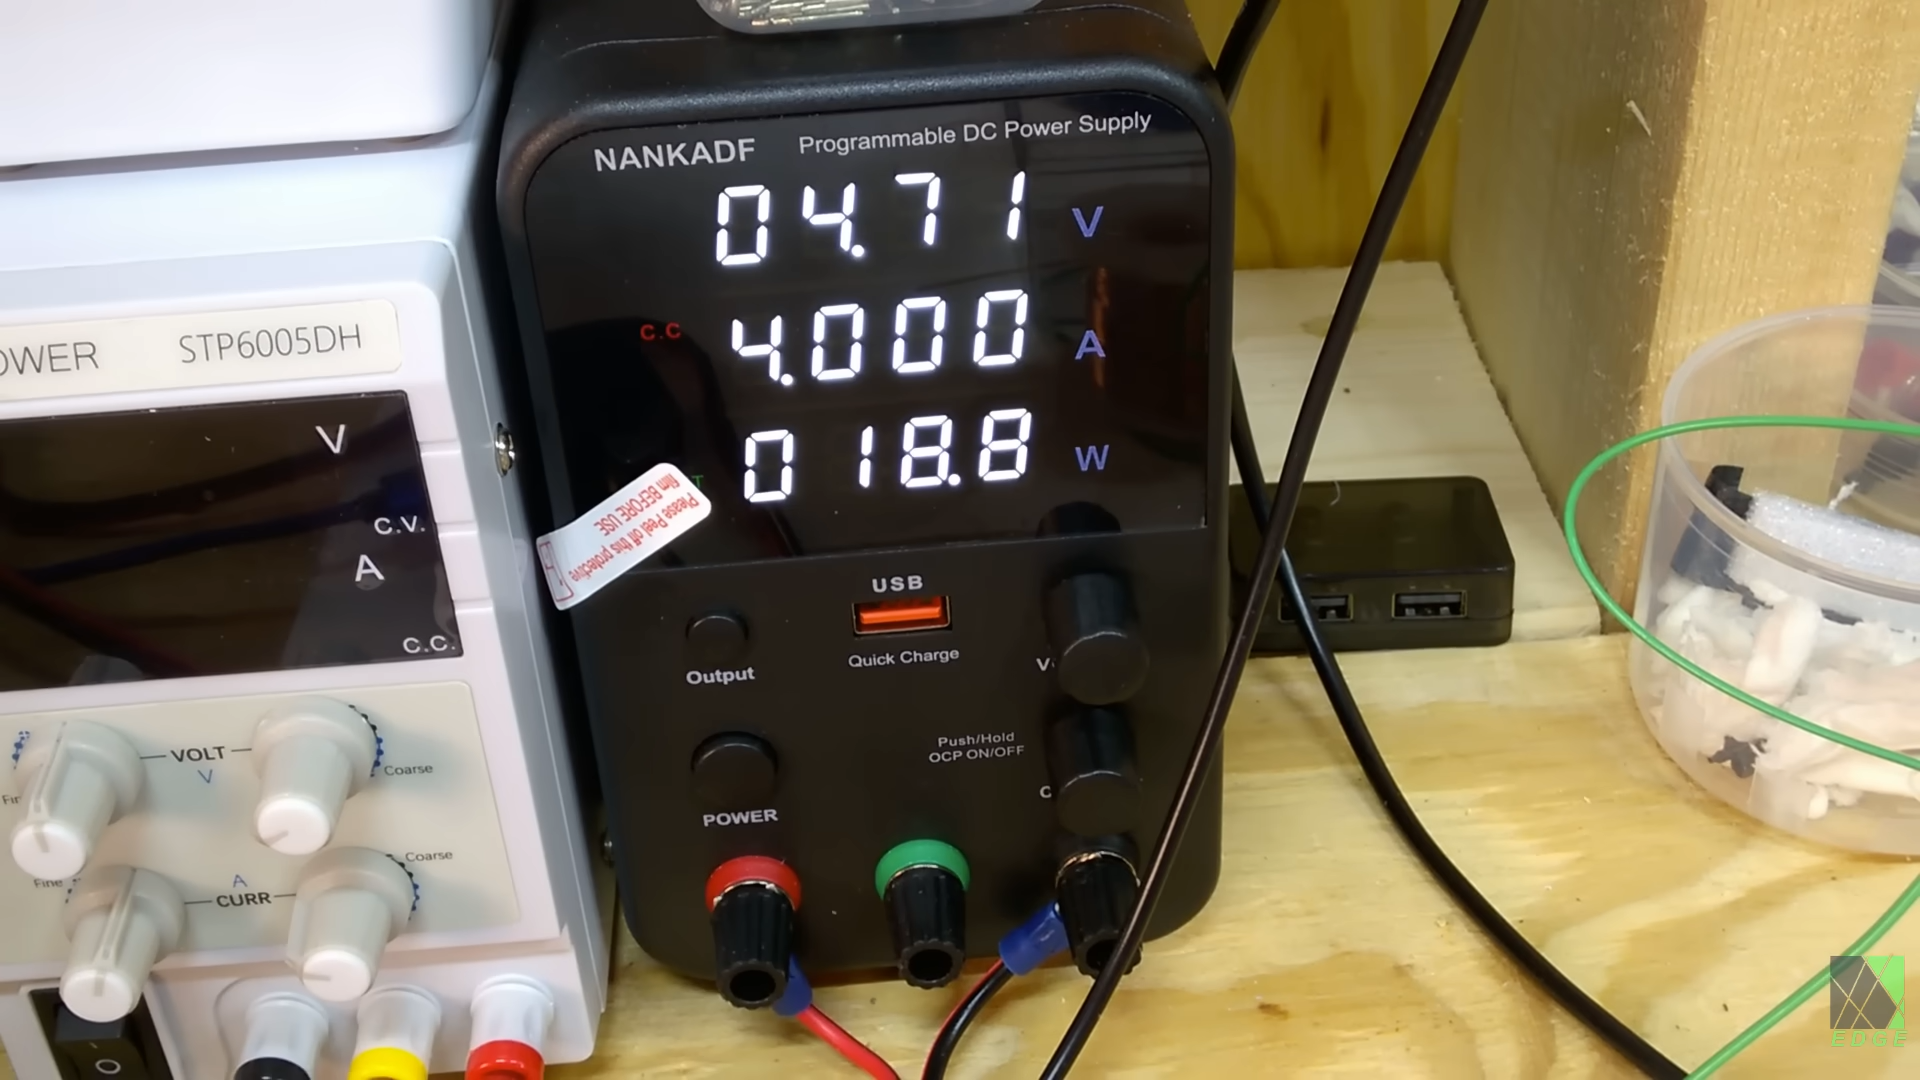 NANKADF Programmable DC Power Supply
04.71 V
C.C 4.000 A
018.8 W
Please Peel off this protective
film BEFORE USE
USB
Quick Charge
Output
Push/Hold
OCP ON/OFF
POWER
STP6005DH
V
C.V.
A
C.C.
VOLT
V
Coarse
Fine
A
CURR
Coarse
EDGE